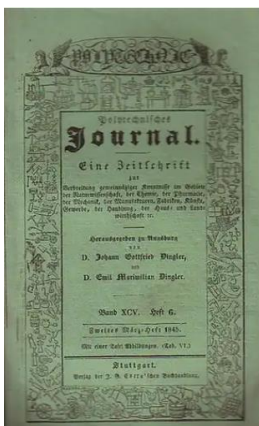 POLYTECHNIC
Polytechnisches
Journal.
Eine Zeitschrift
zur
Verbreitung gemeinnüziger Kenntnisse im Gebiete
der Naturwissenschaft, der Chemie, der Pharmacie,
der Mechanik, der Manufakturen, Fabriken, Künste,
Gewerbe, der Handlung, der Haus- und Land-
wirthschaft ec.
Herausgegeben zu Augsburg
von
D. Johann Gottfried Dingler,
und
D. Emil Maximilian Dingler.
Band XCV. Heft 6.
Zweites März-Heft 1845.
Mit einer Tafel Abbildungen. (Tab. VI.)
Stuttgart.
Verlag der J. G. Cotta'schen Buchhandlung.